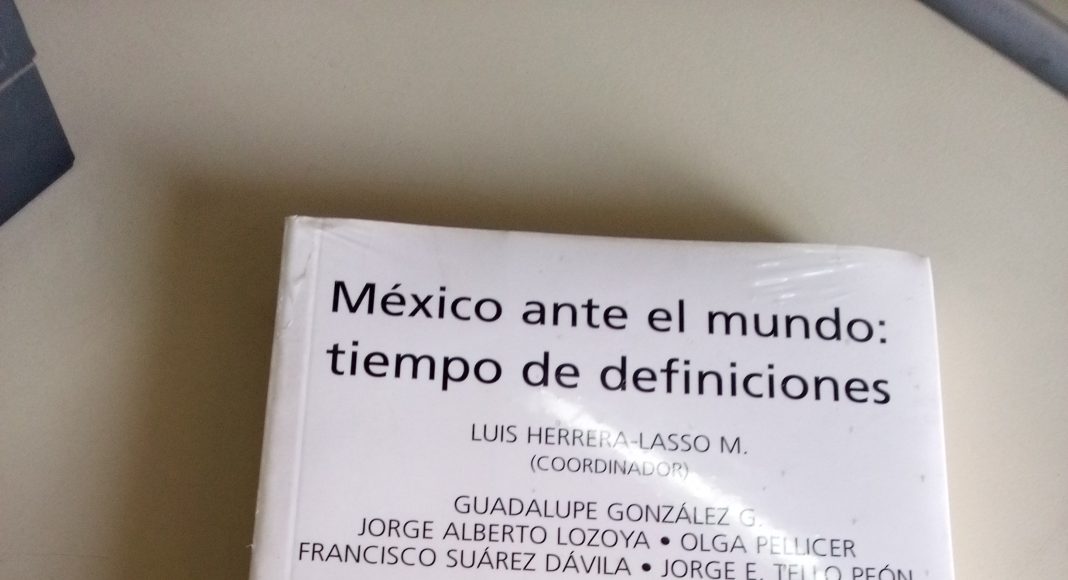 México ante el mundo:
tiempo de definiciones
LUIS HERRERA-LASSO M.
(COORDINADOR)
GUADALUPE GONZÁLEZ G.
JORGE ALBERTO LOZOYA • OLGA PELLICER
FRANCISCO SUÁREZ DÁVILA • JORGE E. TELLO PEÓN